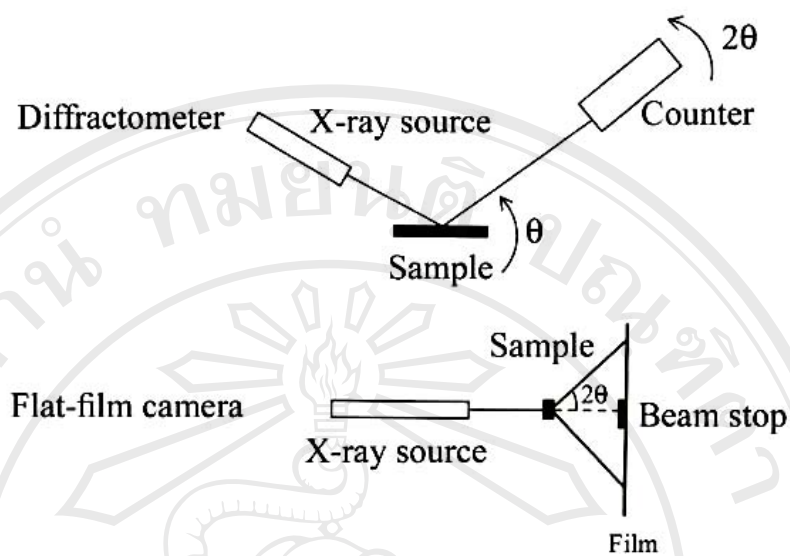 2θ
Diffractometer
X-ray source
Counter
θ
Sample
Sample
2θ
Flat-film camera
Beam stop
X-ray source
Film